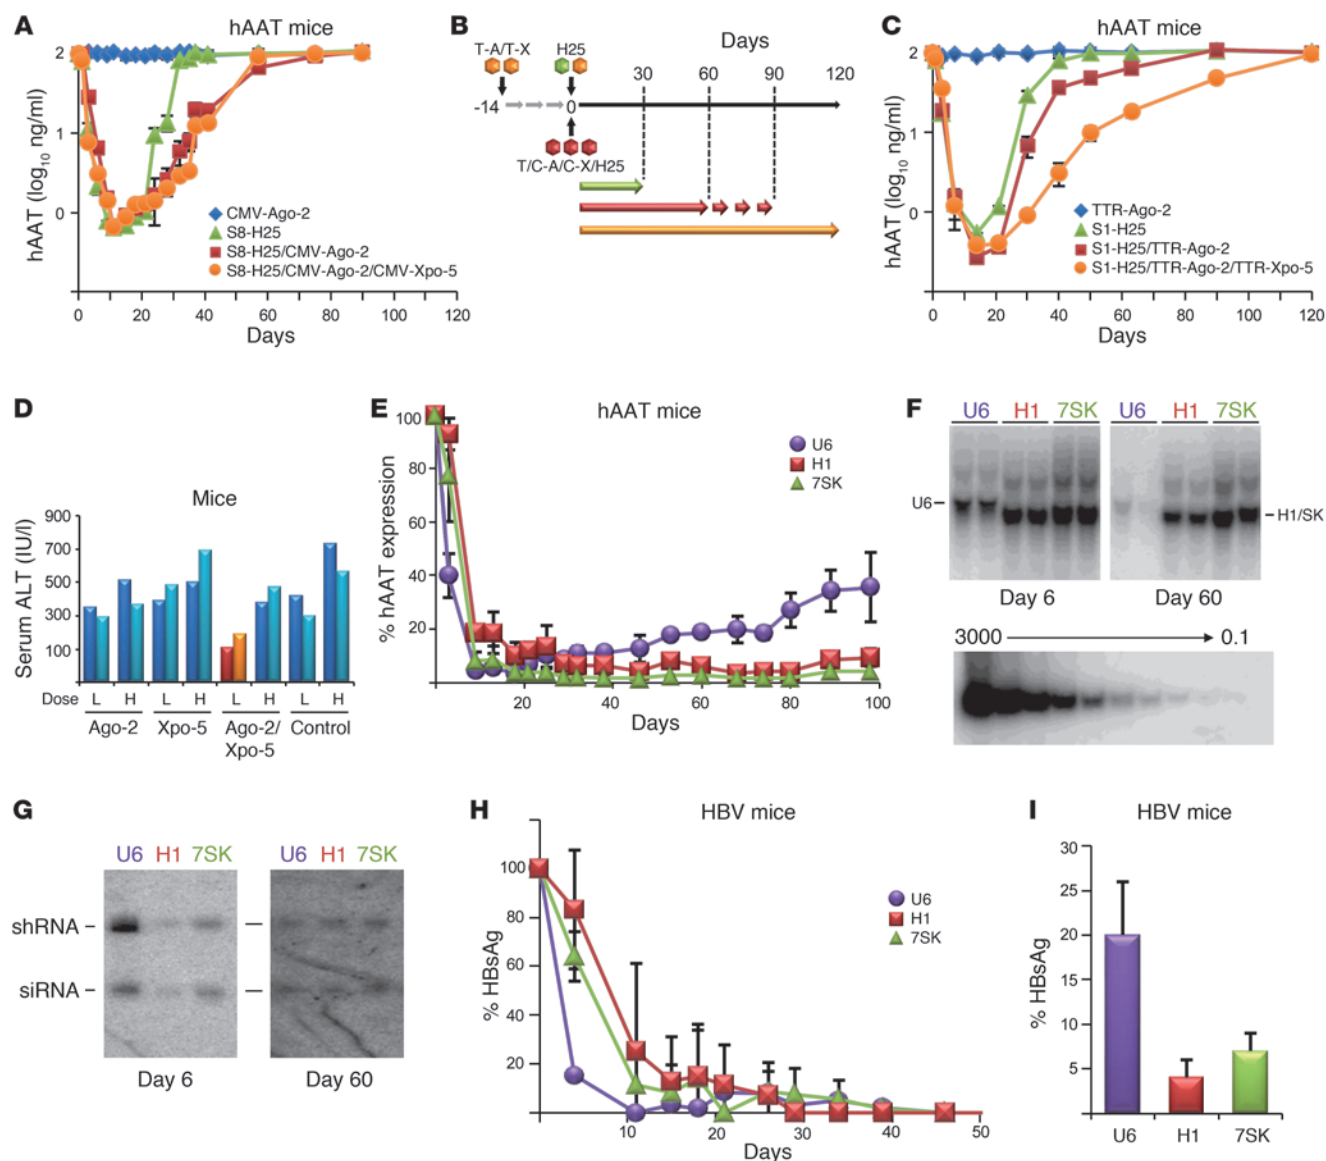 A
hAAT mice
hAAT (log10 ng/ml)
2
1
0
CMV-Ago-2
S8-H25
S8-H25/CMV-Ago-2
S8-H25/CMV-Ago-2/CMV-Xpo-5
0 20 40 60 80 100 120
Days
B
Days
T-A/T-X
H25
30 60 90 120
-14
0
T/C-A/C-X/H25
C
hAAT mice
hAAT (log10 ng/ml)
2
1
0
TTR-Ago-2
S1-H25
S1-H25/TTR-Ago-2
S1-H25/TTR-Ago-2/TTR-Xpo-5
0 20 40 60 80 100 120
Days
D
Mice
Serum ALT (IU/l)
900
700
500
300
100
Dose L H L H L H L H
Ago-2 Xpo-5 Ago-2/ Control
Xpo-5
E
hAAT mice
% hAAT expression
100
80
60
40
20
U6
H1
7SK
20 40 60 80 100
Days
F
U6 H1 7SK U6 H1 7SK
U6
H1/SK
Day 6 Day 60
3000 0.1
G
U6 H1 7SK U6 H1 7SK
shRNA
siRNA
Day 6 Day 60
H
HBV mice
% HBsAg
100
80
60
40
20
U6
H1
7SK
10 20 30 40 50
Days
I
HBV mice
% HBsAg
30
25
20
15
10
5
U6 H1 7SK